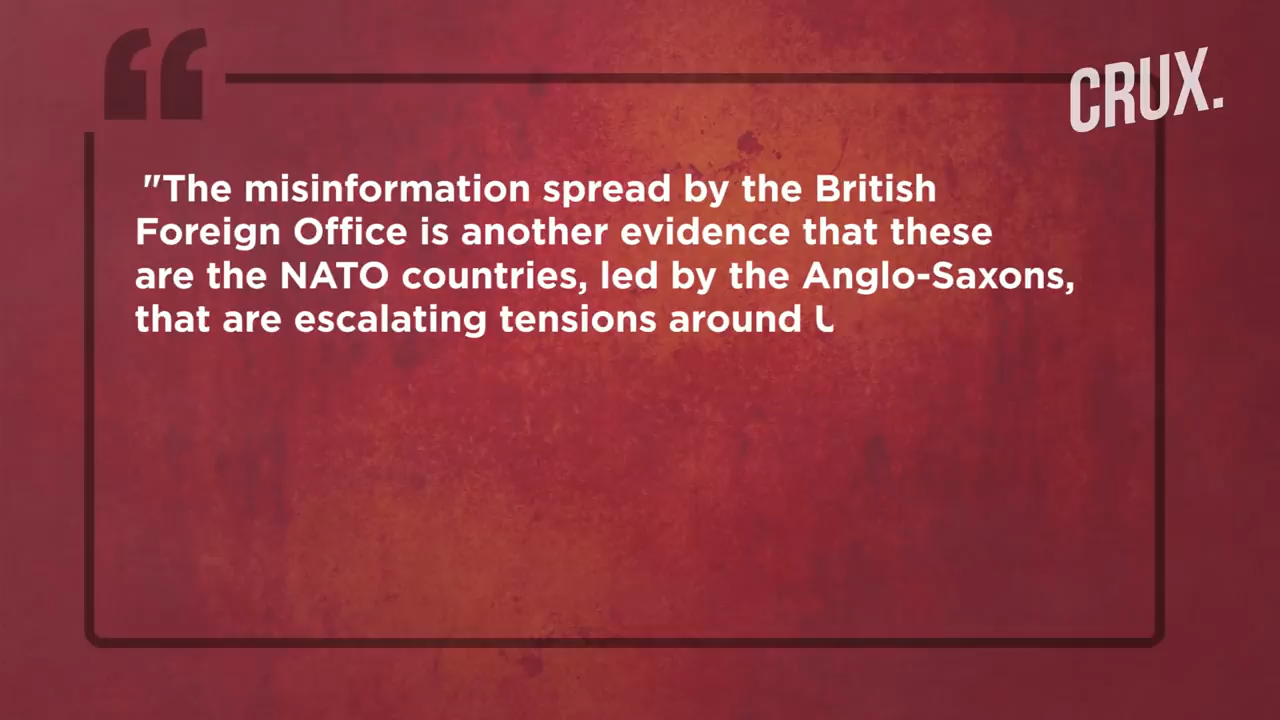 CRUX.
"The misinformation spread by the British
Foreign Office is another evidence that these
are the NATO countries, led by the Anglo-Saxons,
that are escalating tensions around